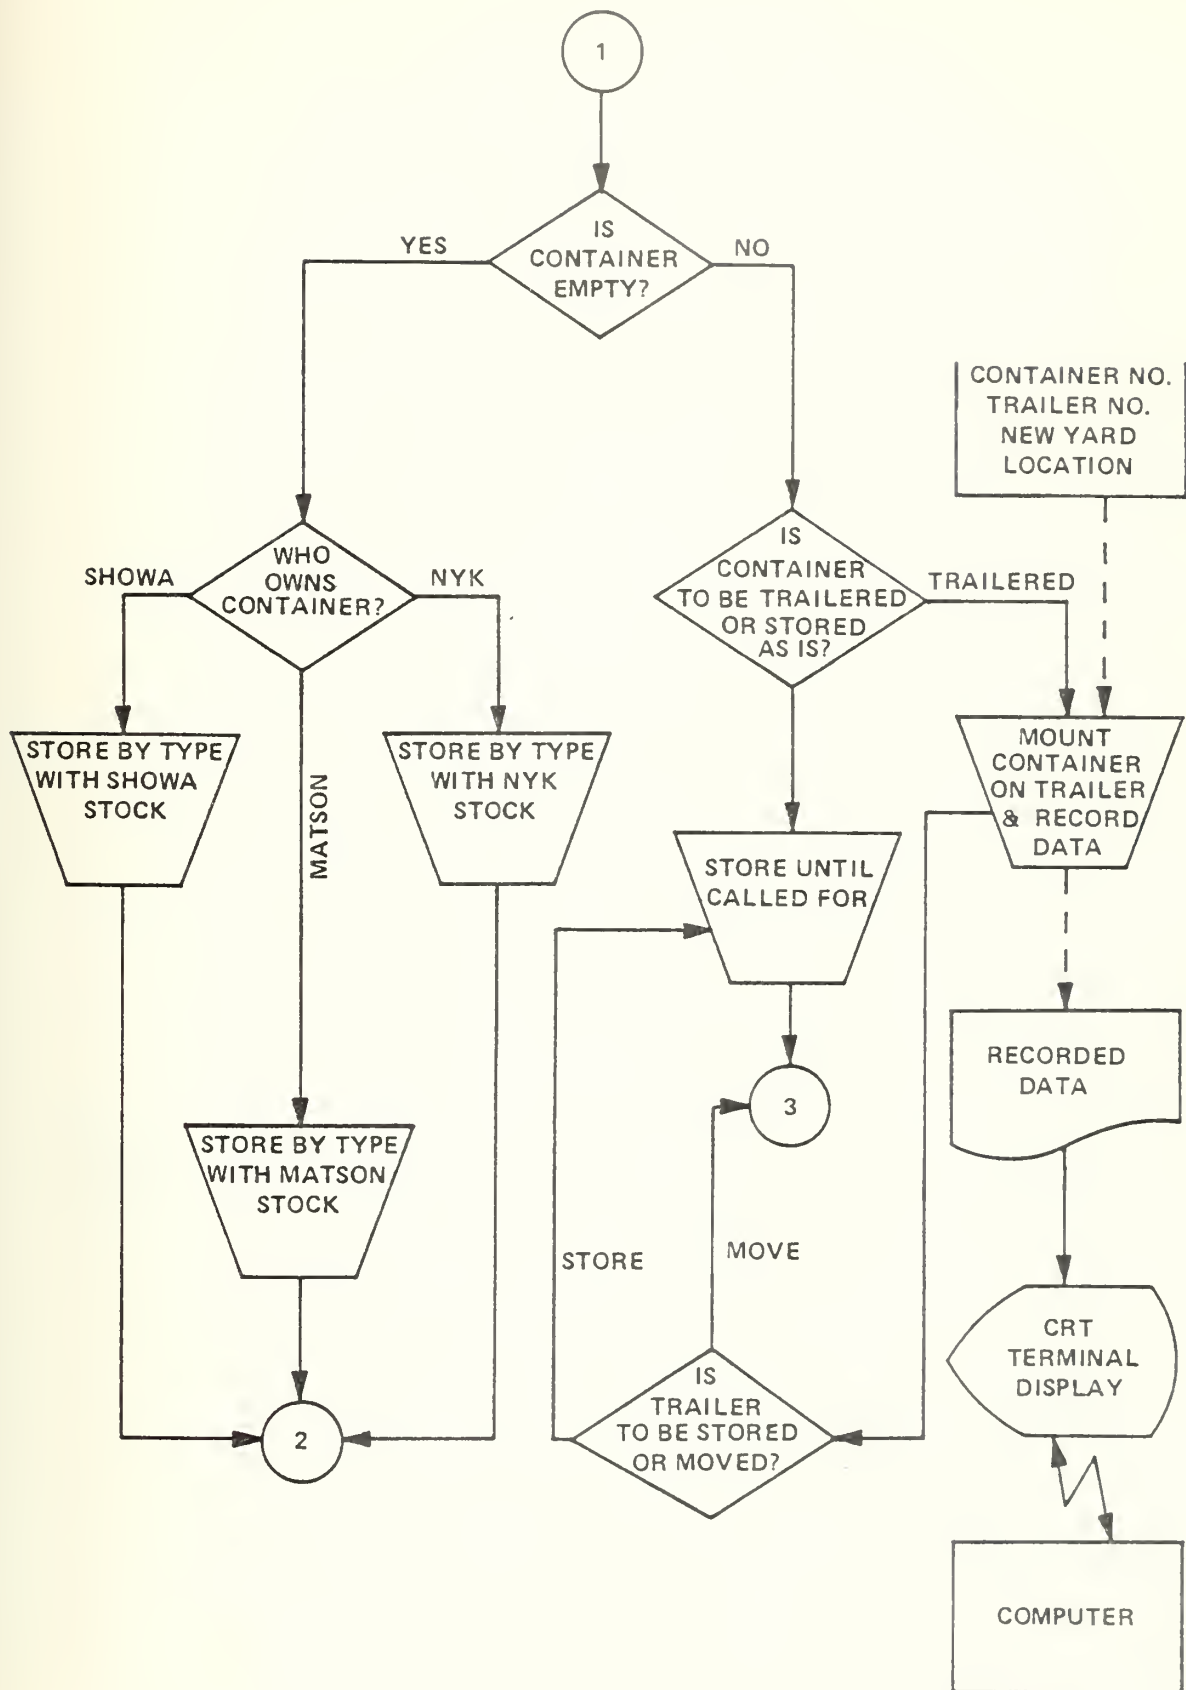 1
IS
CONTAINER
EMPTY?
YES
NO
CONTAINER NO.
TRAILER NO.
NEW YARD
LOCATION
WHO
OWNS
CONTAINER?
SHOWA
NYK
MATSON
IS
CONTAINER
TO BE TRAILERED
OR STORED
AS IS?
TRAILERED
STORE BY TYPE
WITH SHOWA
STOCK
STORE BY TYPE
WITH NYK
STOCK
MOUNT
CONTAINER
ON TRAILER
& RECORD
DATA
STORE UNTIL
CALLED FOR
RECORDED
DATA
3
STORE BY TYPE
WITH MATSON
STOCK
STORE
MOVE
CRT
TERMINAL
DISPLAY
IS
TRAILER
TO BE STORED
OR MOVED?
2
COMPUTER